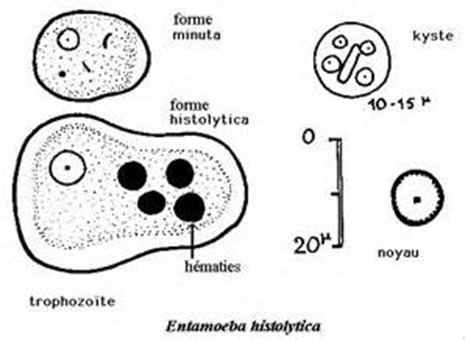 forme
minuta
kyste
10-15 µ
forme
histolytica
0
20µ
hématies
noyau
trophozoïte
Entamoeba histolytica